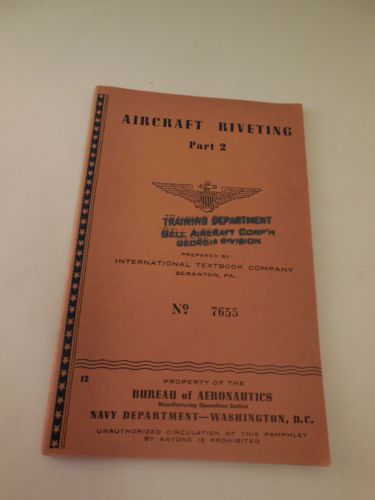 AIRCRAFT RIVETING
Part 2
TRAINING DEPARTMENT
BELL AIRCRAFT CORP'N
GEORGIA DIVISION
PREPARED BY
INTERNATIONAL TEXTBOOK COMPANY
SCRANTON, PA.
No. 7655
12
PROPERTY OF THE
BUREAU of AERONAUTICS
Manufacturing Operations Section
NAVY DEPARTMENT—WASHINGTON, D.C.
UNAUTHORIZED CIRCULATION OF THIS PAMPHLET
BY ANYONE IS PROHIBITED